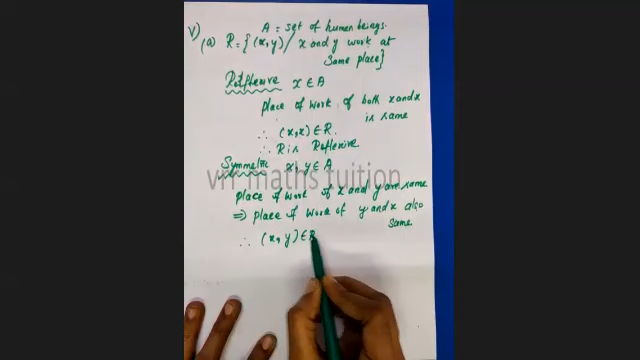 V)
A = set of human beings.
(a) R = {(x, y) / x and y work at
same place}
Reflexive x ∈ A
place of work of both x and x
is same
∴ (x, x) ∈ R.
∴ R is Reflexive
Symmetric x, y ∈ A
vh maths tuition
place of work of x and y are same
⇒ place of work of y and x also
same
∴ (x, y) ∈ R